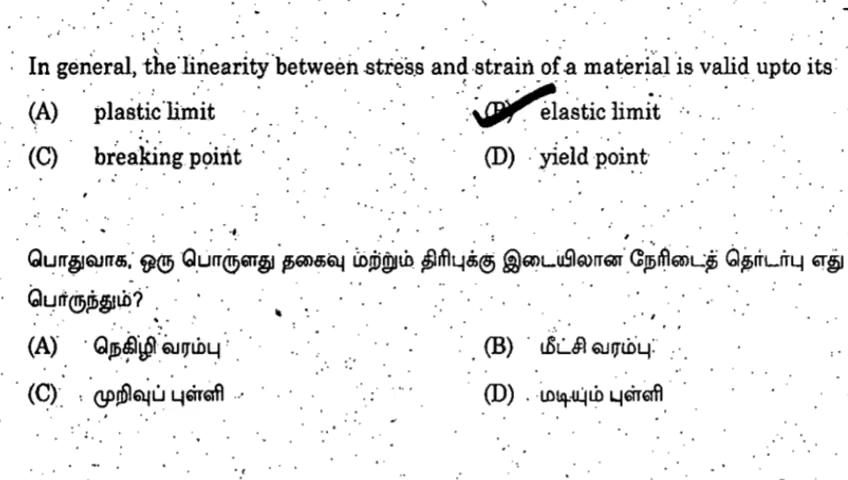 In general, the linearity between stress and strain of a material is valid upto its
(A) plastic limit (B) elastic limit
(C) breaking point (D) yield point
பொதுவாக, ஒரு பொருளது தகைவு மற்றும் திரிபுக்கு இடையிலான நேரிடைத் தொடர்பு எது
பொருந்தும்?
(A) நெகிழி வரம்பு (B) மீட்சி வரம்பு
(C) முறிவுப் புள்ளி (D) மடியும் புள்ளி